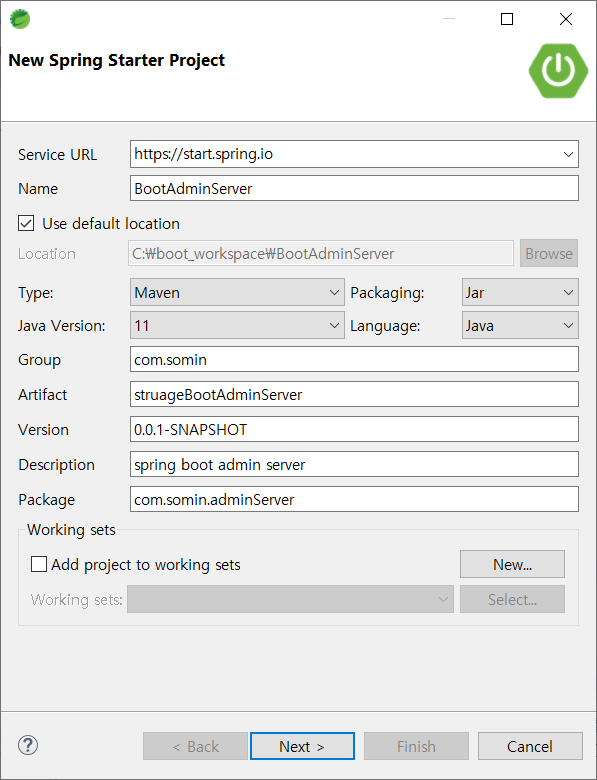 New Spring Starter Project
Service URL https://start.spring.io
Name BootAdminServer
Use default location
Location C:₩boot_workspace₩BootAdminServer Browse
Type: Maven Packaging: Jar
Java Version: 11 Language: Java
Group com.somin
Artifact struageBootAdminServer
Version 0.0.1-SNAPSHOT
Description spring boot admin server
Package com.somin.adminServer
Working sets
Add project to working sets New...
Working sets: Select...
? < Back Next > Finish Cancel